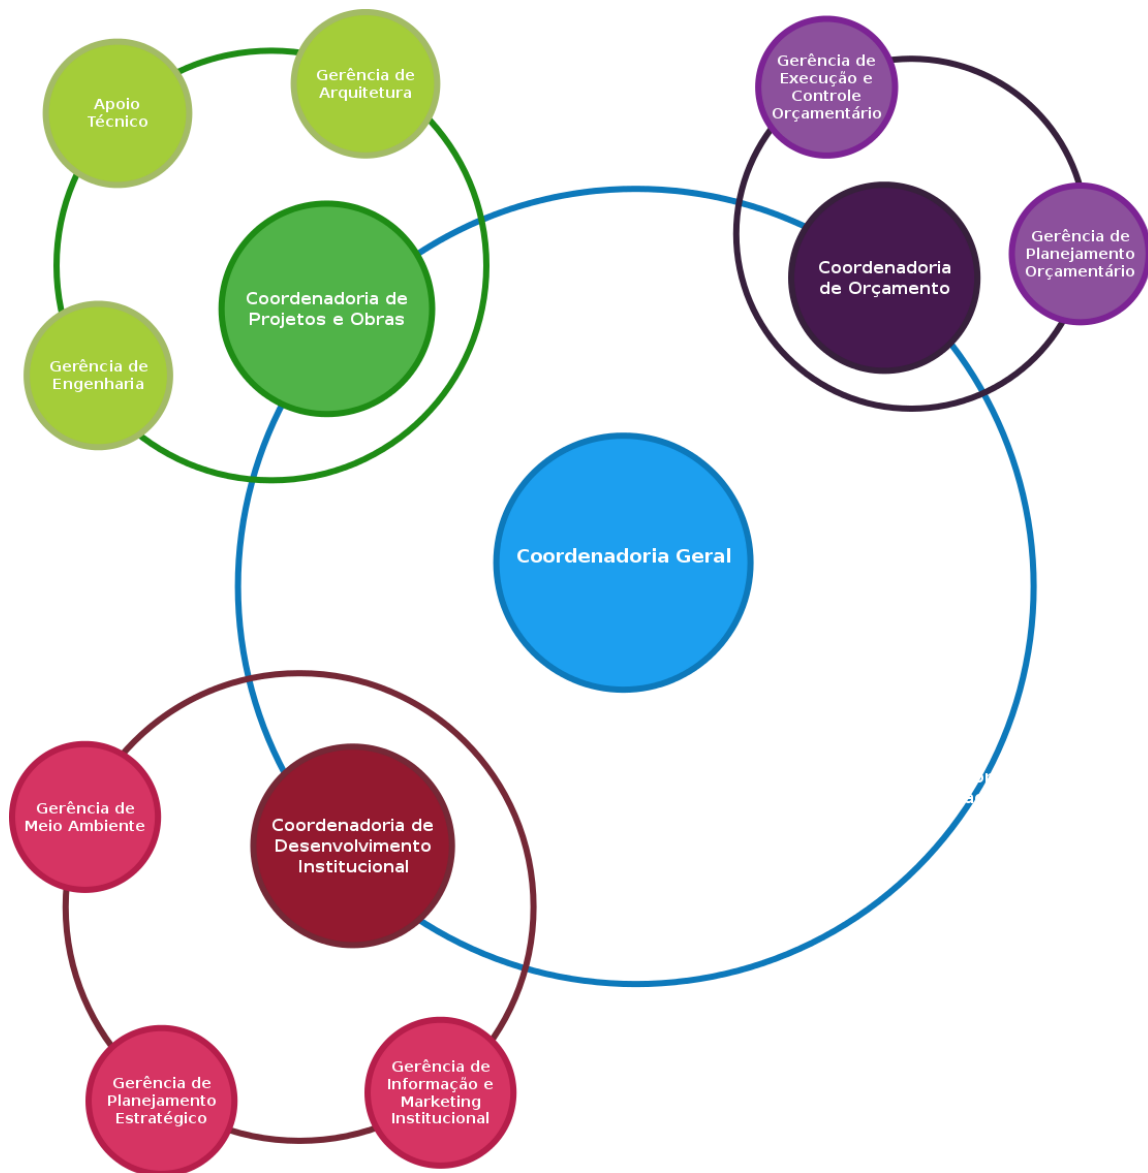 Gerência de
Arquitetura
Apoio
Técnico
Gerência de
Engenharia
Coordenadoria de
Projetos e Obras
Gerência de
Execução e
Controle
Orçamentário
Gerência de
Planejamento
Orçamentário
Coordenadoria
de Orçamento
Coordenadoria Geral
Gerência de
Meio Ambiente
Coordenadoria de
Desenvolvimento
Institucional
Gerência de
Planejamento
Estratégico
Gerência de
Informação e
Marketing
Institucional